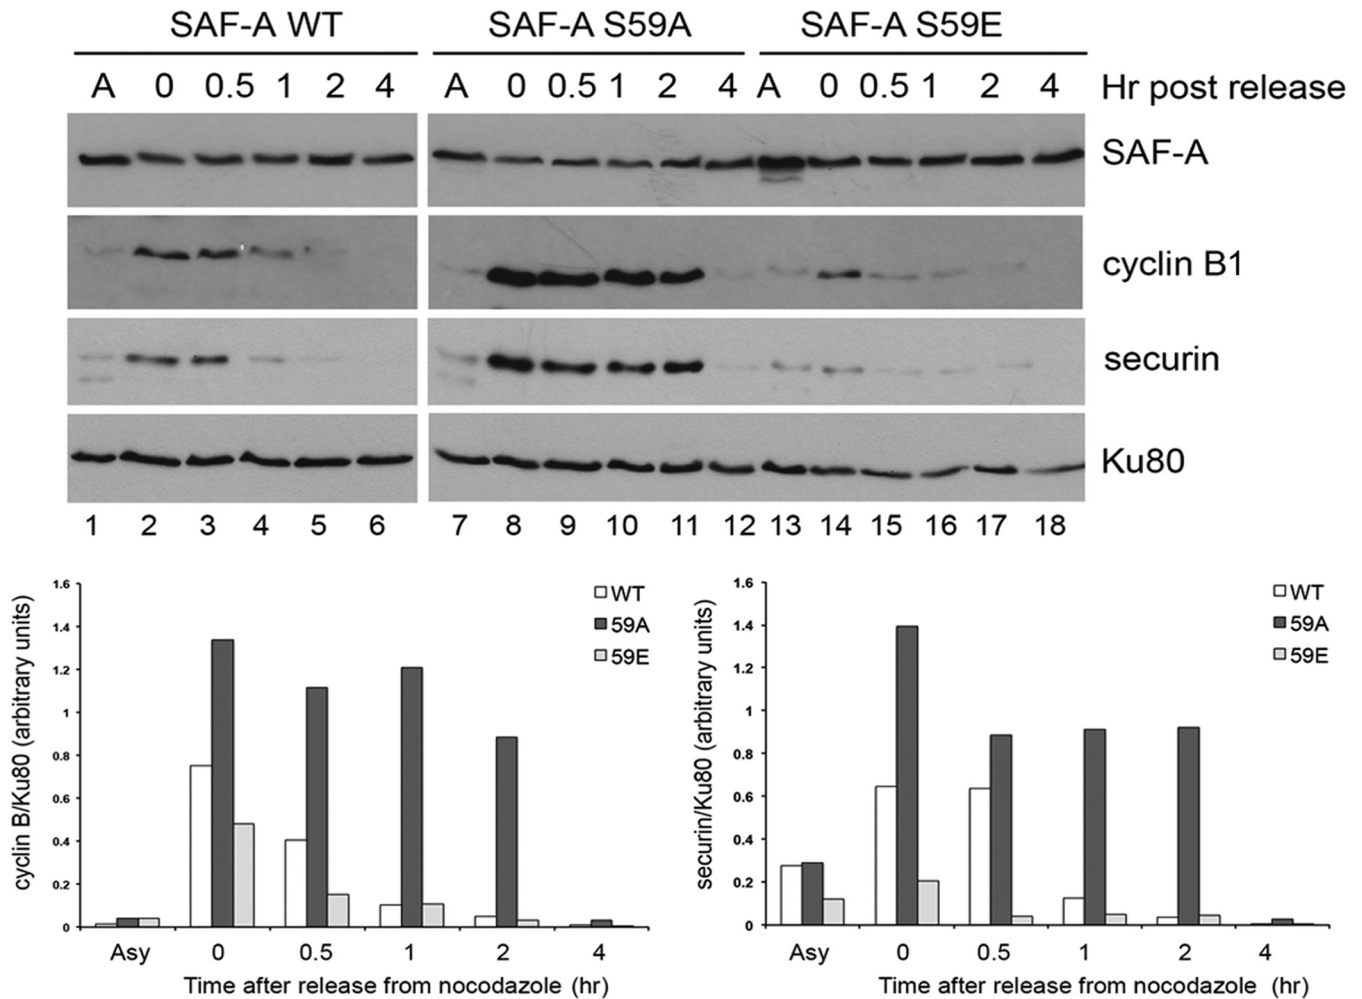 SAF-A WT SAF-A S59A SAF-A S59E
A 0 0.5 1 2 4 A 0 0.5 1 2 4 A 0 0.5 1 2 4 Hr post release
SAF-A
cyclin B1
securin
Ku80
1 2 3 4 5 6 7 8 9 10 11 12 13 14 15 16 17 18
cyclin B/Ku80 (arbitrary units)
1.6
1.4
1.2
1
0.8
0.6
0.4
0.2
0
WT
59A
59E
Asy 0 0.5 1 2 4
Time after release from nocodazole (hr)
securin/Ku80 (arbitrary units)
1.6
1.4
1.2
1
0.8
0.6
0.4
0.2
0
WT
59A
59E
Asy 0 0.5 1 2 4
Time after release from nocodazole (hr)